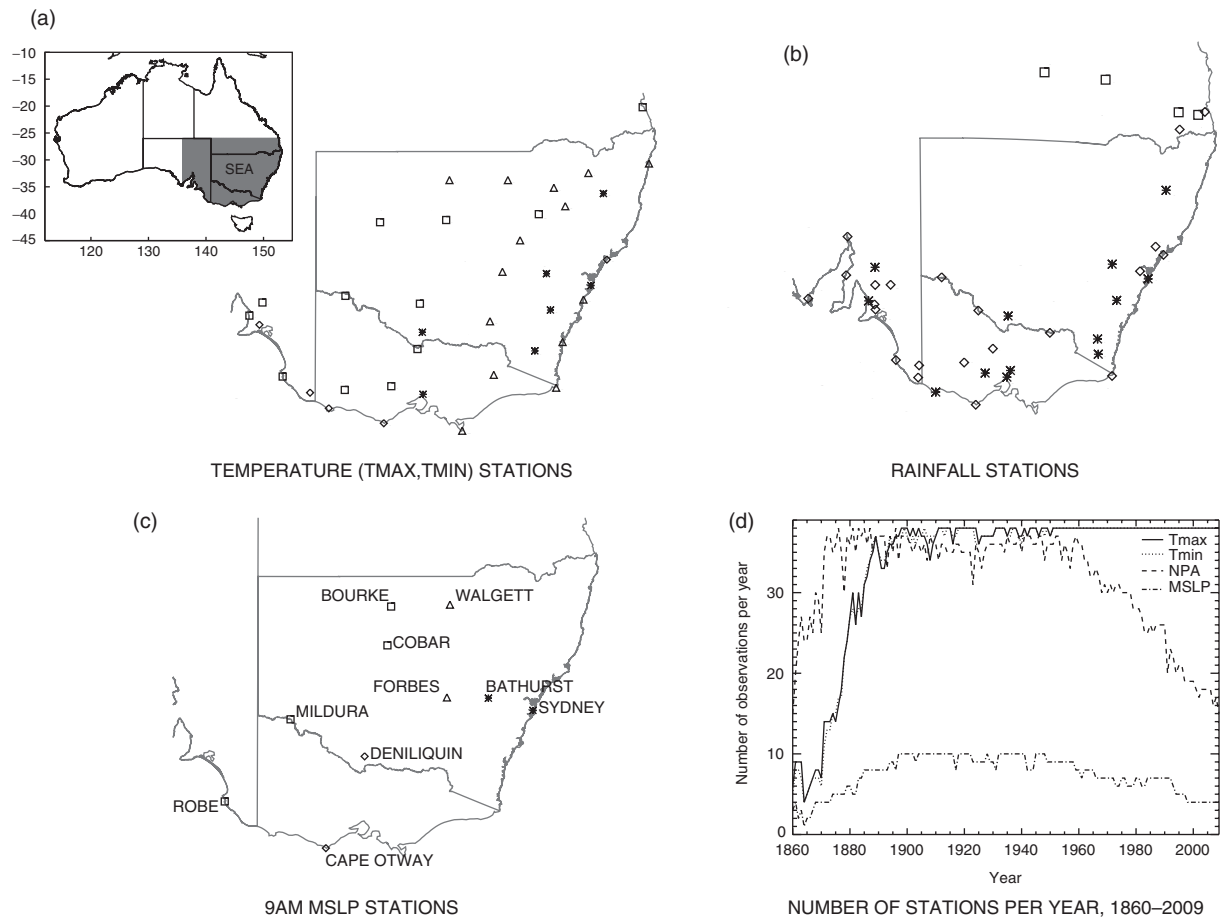 (a)
-10
-15
-20
-25
-30
-35
-40
-45
120 130 140 150
SEA
TEMPERATURE (TMAX,TMIN) STATIONS
(b)
RAINFALL STATIONS
(c)
BOURKE
WALGETT
COBAR
FORBES
BATHURST
SYDNEY
MILDURA
DENILIQUIN
ROBE
CAPE OTWAY
9AM MSLP STATIONS
(d)
Tmax
Tmin
NPA
MSLP
Number of observations per year
30
20
10
0
1860 1880 1900 1920 1940 1960 1980 2000
Year
NUMBER OF STATIONS PER YEAR, 1860–2009